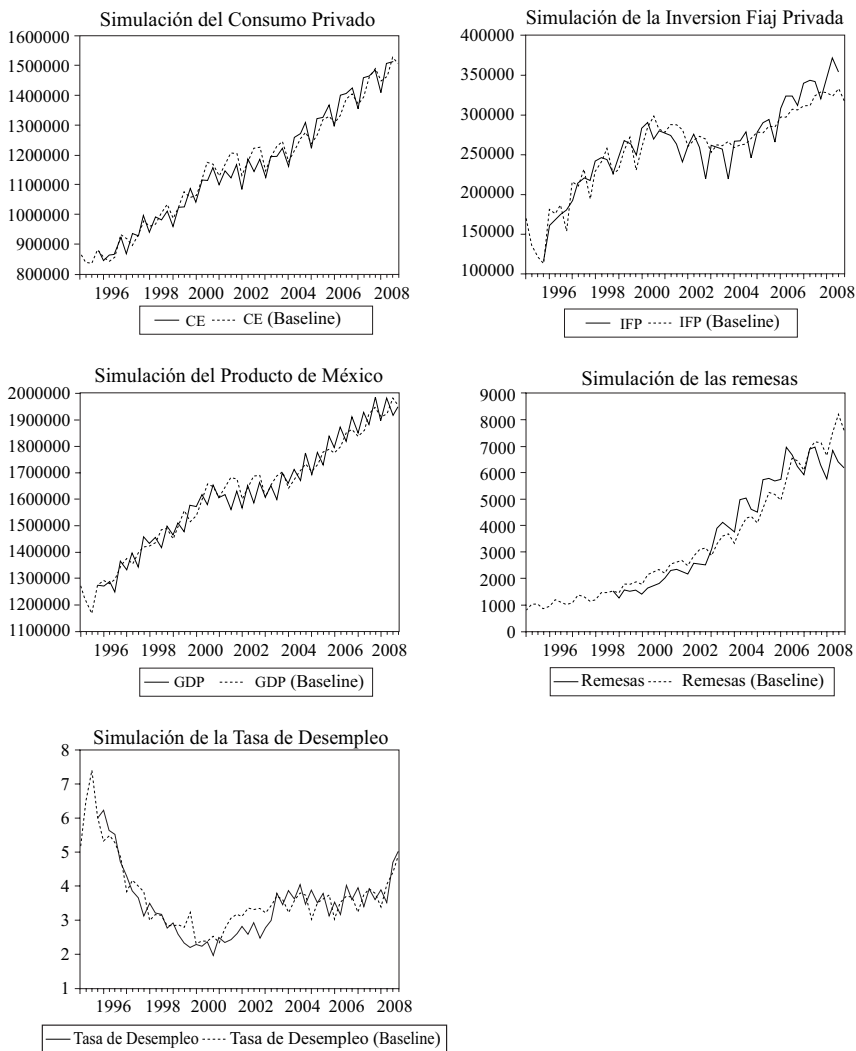 Simulación del Consumo Privado
1600000
1500000
1400000
1300000
1200000
1100000
1000000
900000
800000
1996 1998 2000 2002 2004 2006 2008
CE CE (Baseline)
Simulación de la Inversion Fiaj Privada
400000
350000
300000
250000
200000
150000
100000
1996 1998 2000 2002 2004 2006 2008
IFP IFP (Baseline)
Simulación del Producto de México
2000000
1900000
1800000
1700000
1600000
1500000
1400000
1300000
1200000
1100000
1996 1998 2000 2002 2004 2006 2008
GDP GDP (Baseline)
Simulación de las remesas
9000
8000
7000
6000
5000
4000
3000
2000
1000
0
1996 1998 2000 2002 2004 2006 2008
Remesas Remesas (Baseline)
Simulación de la Tasa de Desempleo
8
7
6
5
4
3
2
1
1996 1998 2000 2002 2004 2006 2008
Tasa de Desempleo Tasa de Desempleo (Baseline)